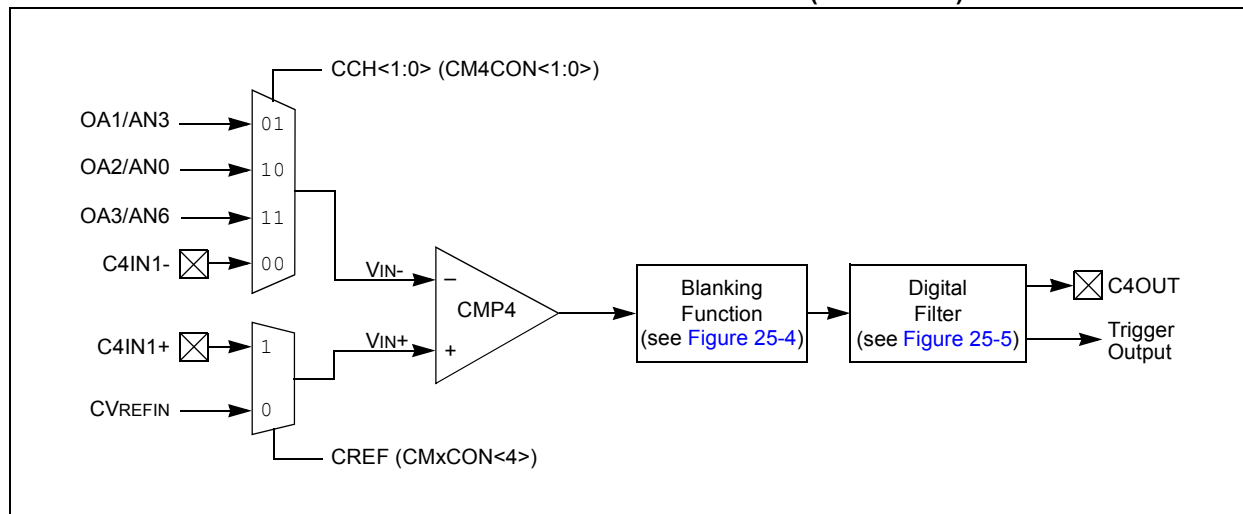 CCH<1:0> (CM4CON<1:0>)
OA1/AN3
01
OA2/AN0
10
OA3/AN6
11
C4IN1-
00
VIN-
–
CMP4
Blanking
Function
(see Figure 25-4)
Digital
Filter
(see Figure 25-5)
C4OUT
Trigger
Output
C4IN1+
1
VIN+
+
CVREFIN
0
CREF (CMxCON<4>)